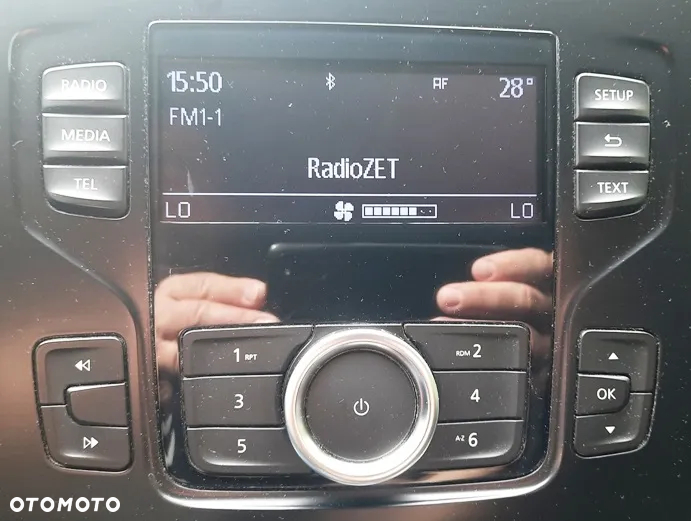 15:50 AF 28°
FM1-1
RadioZET
LO LO
RADIO
MEDIA
TEL
SETUP
TEXT
1 RPT
RDM 2
3
4
5
A-Z 6
OK
OTOMOTO